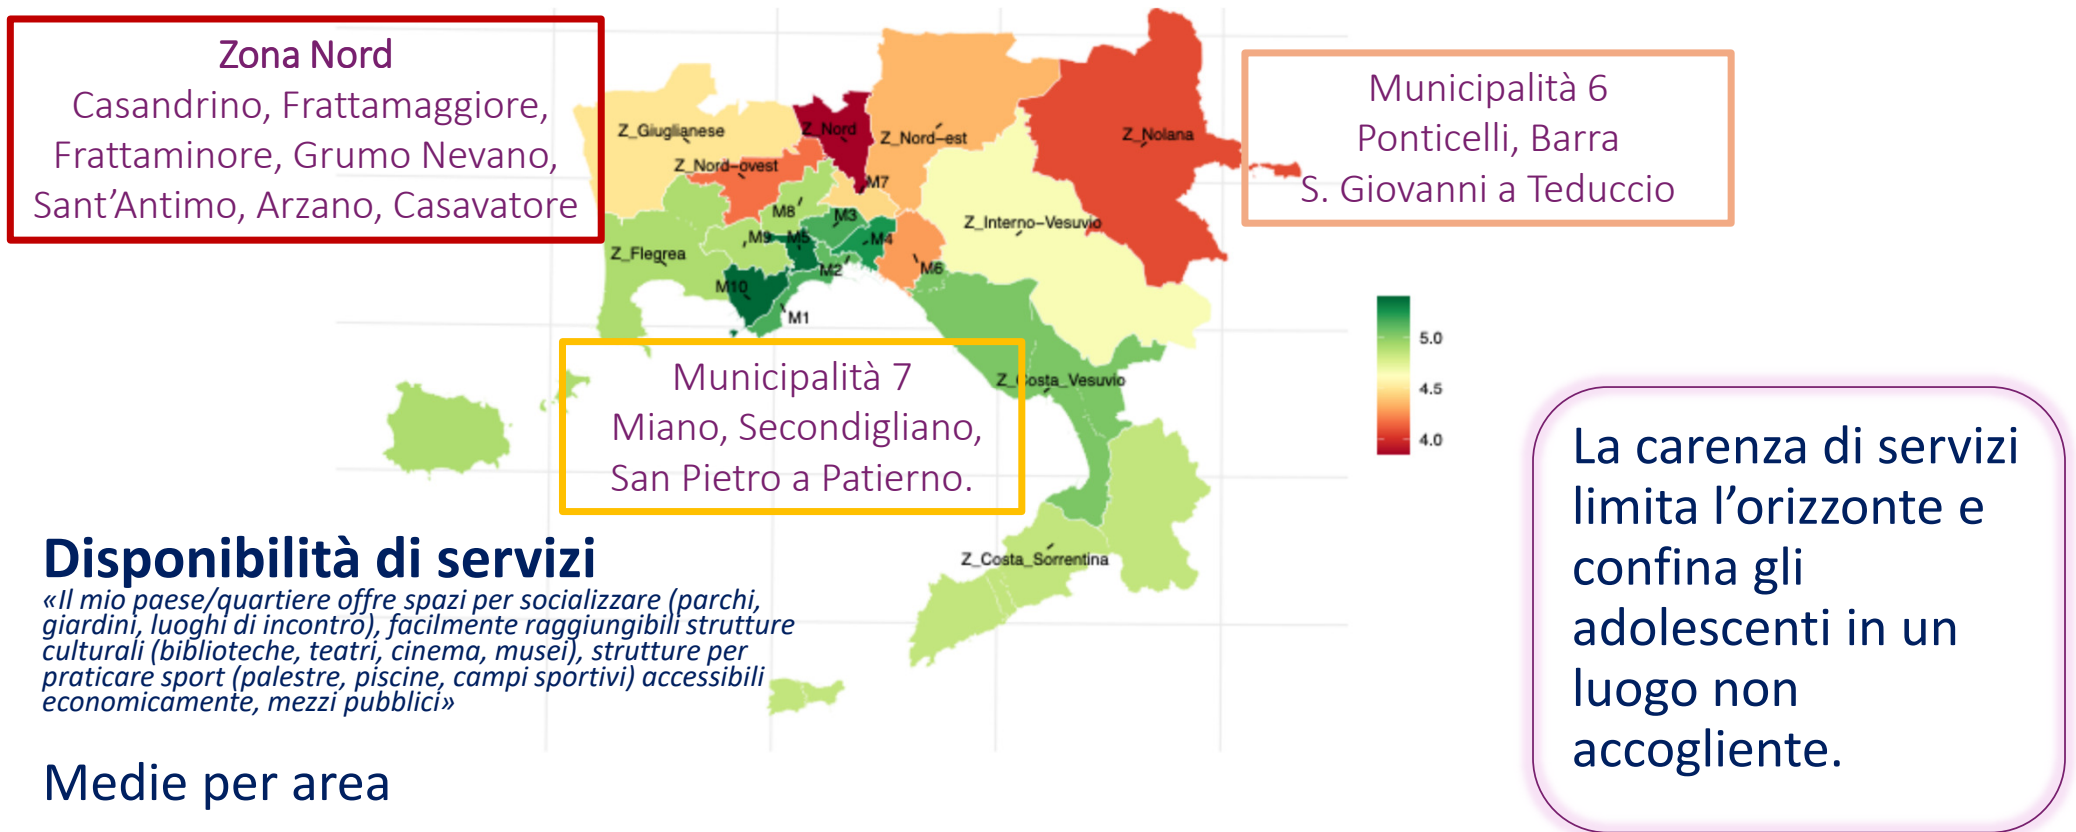 Zona Nord
Casandrino, Frattamaggiore,
Frattaminore, Grumo Nevano,
Sant’Antimo, Arzano, Casavatore
Municipalità 6
Ponticelli, Barra
S. Giovanni a Teduccio
Z_Giuglianese
Z_Nord
Z_Nord-est
Z_Nolana
Z_Nord-ovest
M7
M8
M3
Z_Interno-Vesuvio
M9
M5
M4
Z_Flegrea
M2
M6
M10
M1
5.0
4.5
4.0
Municipalità 7
Miano, Secondigliano,
San Pietro a Patierno.
Z_Costa_Vesuvio
Z_Costa_Sorrentina
Disponibilità di servizi
«Il mio paese/quartiere offre spazi per socializzare (parchi,
giardini, luoghi di incontro), facilmente raggiungibili strutture
culturali (biblioteche, teatri, cinema, musei), strutture per
praticare sport (palestre, piscine, campi sportivi) accessibili
economicamente, mezzi pubblici»
Medie per area
La carenza di servizi
limita l’orizzonte e
confina gli
adolescenti in un
luogo non
accogliente.